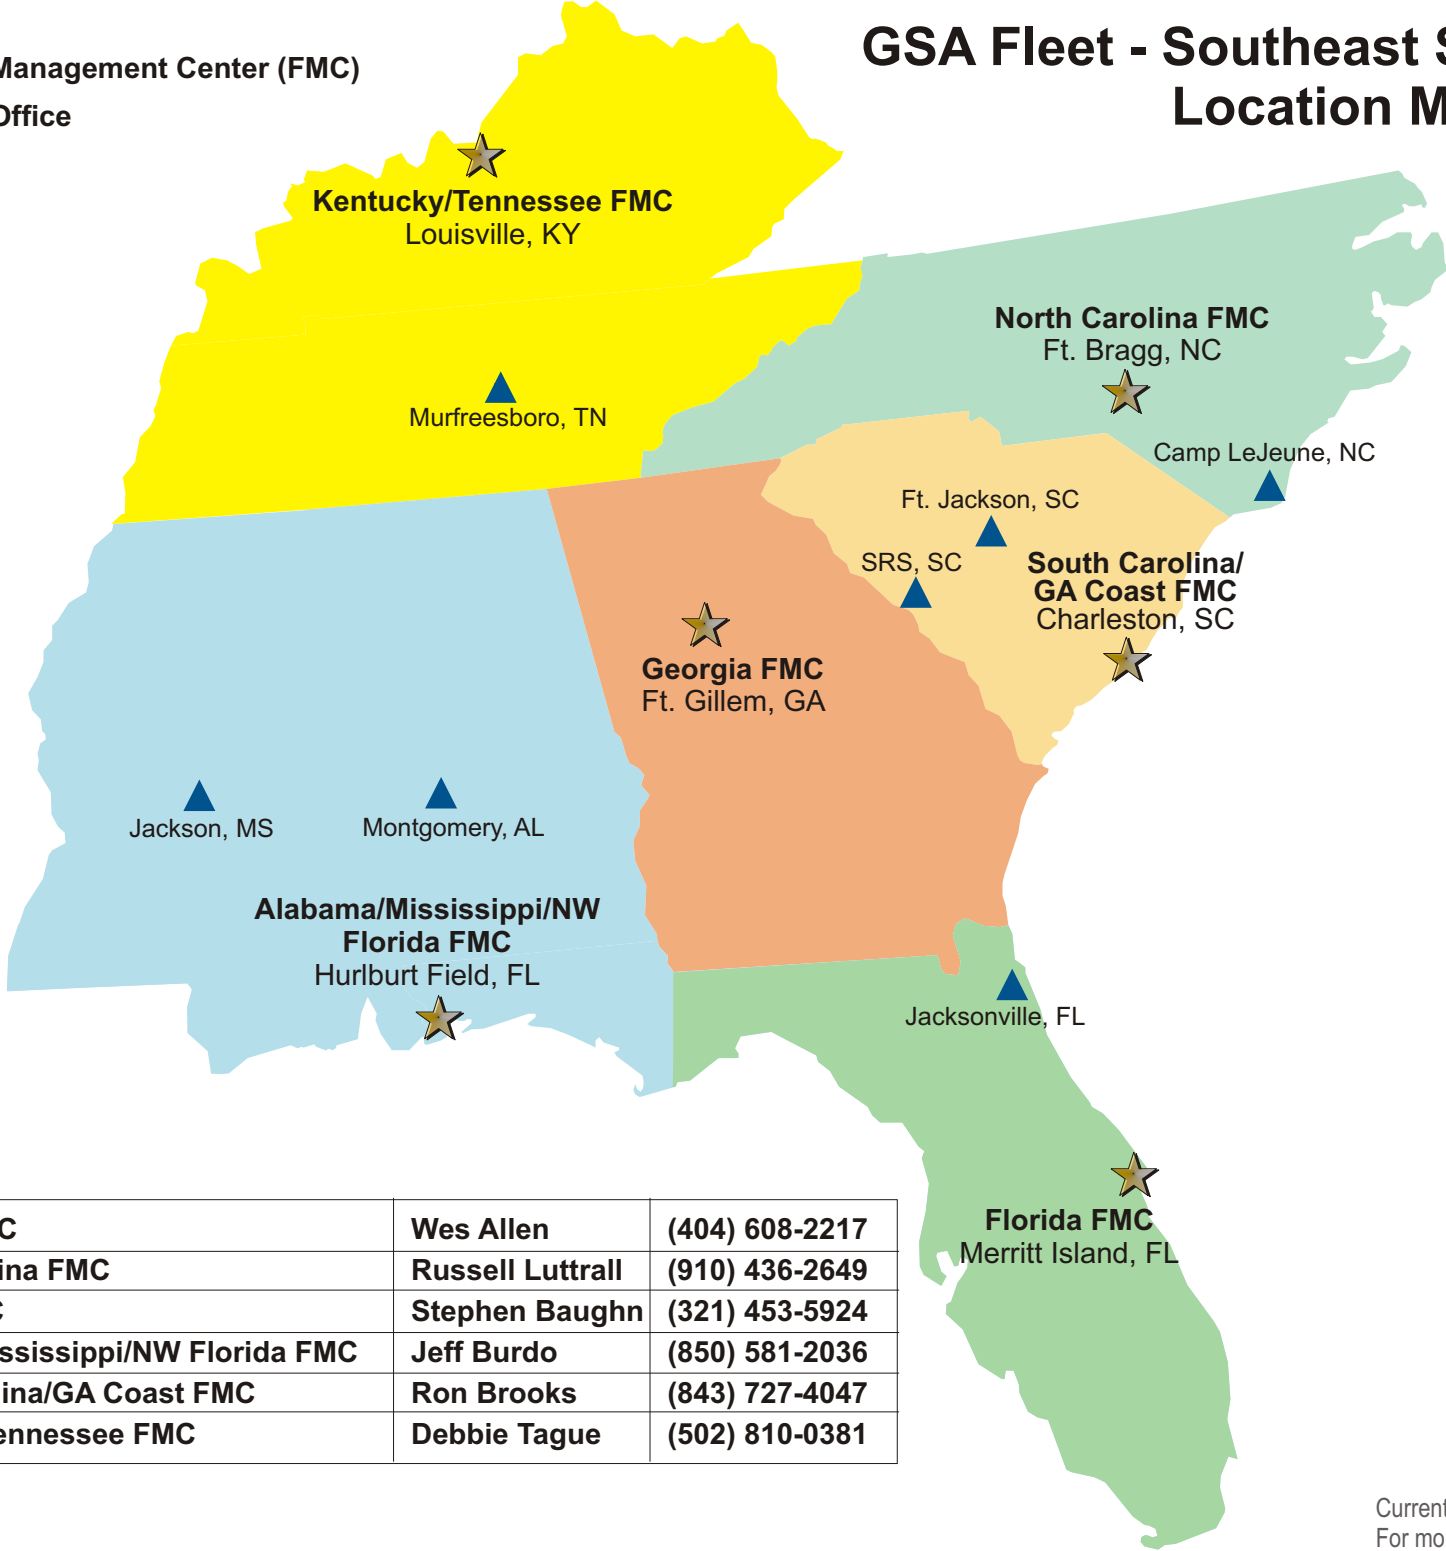 GSA Fleet - Southeast S
Location M
Management Center (FMC)
Office
Kentucky/Tennessee FMC
Louisville, KY
Murfreesboro, TN
North Carolina FMC
Ft. Bragg, NC
Camp LeJeune, NC
Ft. Jackson, SC
SRS, SC
South Carolina/
GA Coast FMC
Charleston, SC
Georgia FMC
Ft. Gillem, GA
Jackson, MS
Montgomery, AL
Alabama/Mississippi/NW
Florida FMC
Hurlburt Field, FL
Jacksonville, FL
Florida FMC
Merritt Island, FL
C Wes Allen (404) 608-2217
ina FMC Russell Luttrall (910) 436-2649
C Stephen Baughn (321) 453-5924
ssissippi/NW Florida FMC Jeff Burdo (850) 581-2036
ina/GA Coast FMC Ron Brooks (843) 727-4047
ennessee FMC Debbie Tague (502) 810-0381
Current
For mo